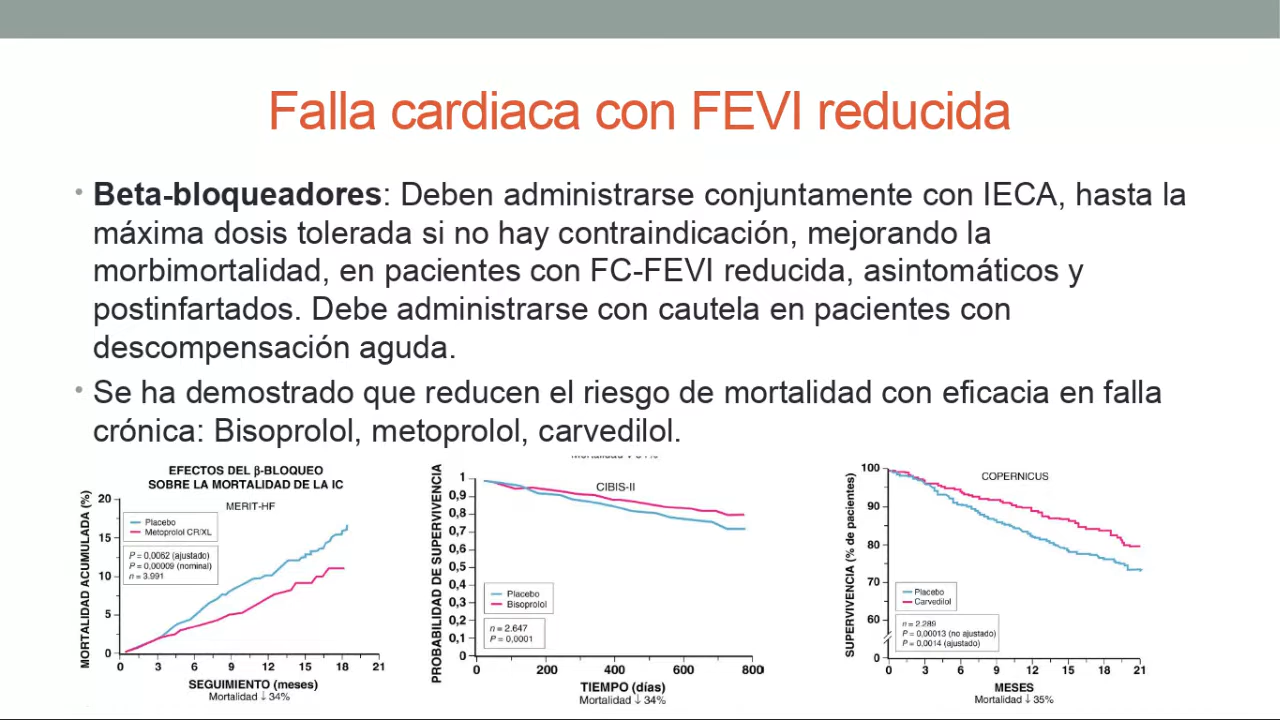 Falla cardiaca con FEVI reducida
• Beta-bloqueadores: Deben administrarse conjuntamente con IECA, hasta la
máxima dosis tolerada si no hay contraindicación, mejorando la
morbimortalidad, en pacientes con FC-FEVI reducida, asintomáticos y
postinfartados. Debe administrarse con cautela en pacientes con
descompensación aguda.
• Se ha demostrado que reducen el riesgo de mortalidad con eficacia en falla
crónica: Bisoprolol, metoprolol, carvedilol.
EFECTOS DEL β-BLOQUEO
SOBRE LA MORTALIDAD DE LA IC
MERIT-HF
MORTALIDAD ACUMULADA (%)
20
15
10
5
0
Placebo
Metoprolol CR/XL
P = 0,0062 (ajustado)
P = 0,00009 (nominal)
n = 3.991
0 3 6 9 12 15 18 21
SEGUIMIENTO (meses)
Mortalidad ↓ 34%
CIBIS-II
PROBABILIDAD DE SUPERVIVENCIA
1
0,9
0,8
0,7
0,6
0,5
0,4
0,3
0,2
0,1
0
Placebo
Bisoprolol
n = 2.647
P = 0,0001
0 200 400 600 800
TIEMPO (días)
Mortalidad ↓ 34%
COPERNICUS
SUPERVIVENCIA (% de pacientes)
100
90
80
70
60
0
Placebo
Carvedilol
n = 2.289
P = 0,00013 (no ajustado)
P = 0,0014 (ajustado)
0 3 6 9 12 15 18 21
MESES
Mortalidad ↓ 35%